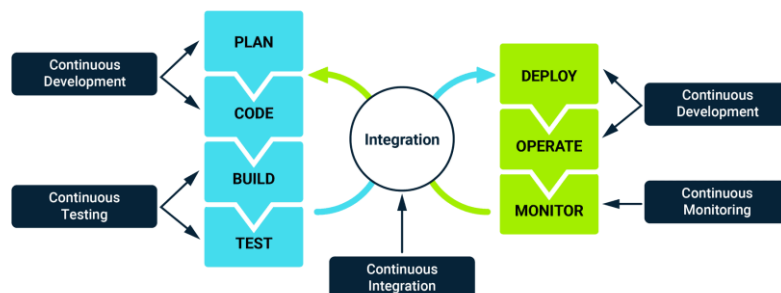 PLAN
Continuous
Development
CODE
BUILD
Continuous
Testing
TEST
Integration
Continuous
Integration
DEPLOY
Continuous
Development
OPERATE
MONITOR
Continuous
Monitoring